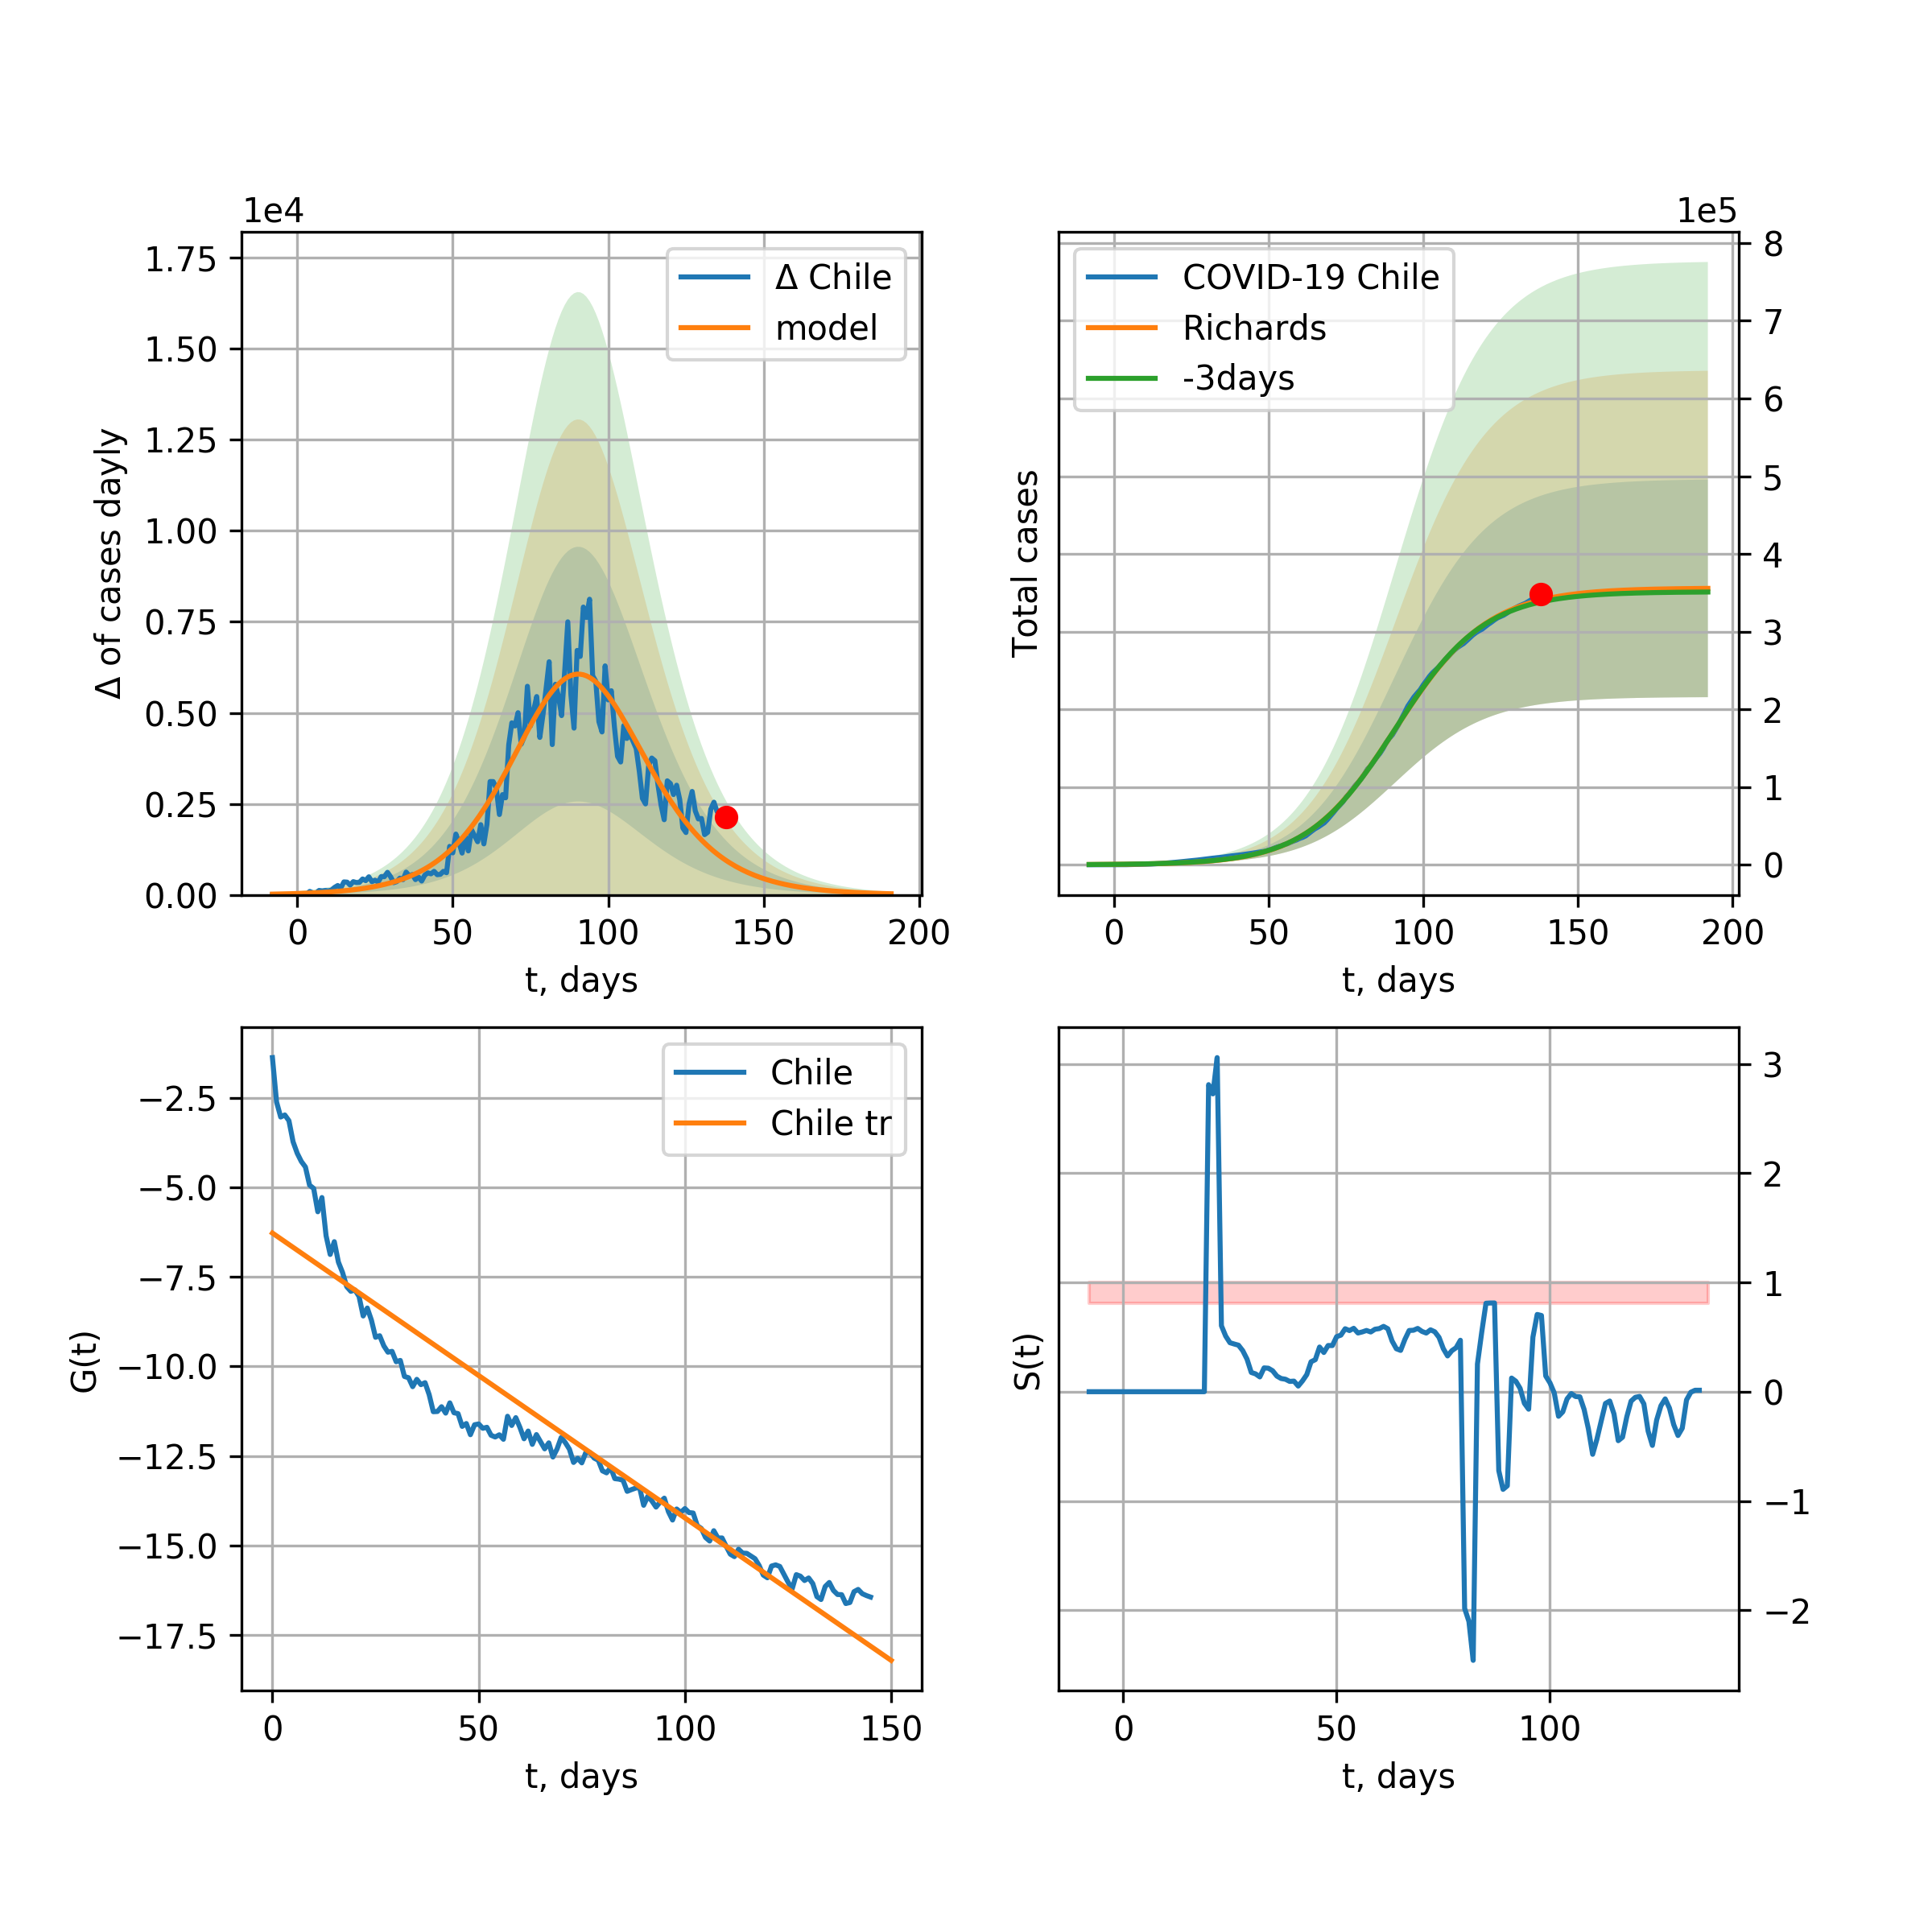 1e4
Δ of cases dayly
1.75
1.50
1.25
1.00
0.75
0.50
0.25
0.00
0 50 100 150 200
t, days
Δ Chile
model
1e5
Total cases
8
7
6
5
4
3
2
1
0
0 50 100 150 200
t, days
COVID-19 Chile
Richards
-3days
G(t)
−2.5
−5.0
−7.5
−10.0
−12.5
−15.0
−17.5
0 50 100 150
t, days
Chile
Chile tr
S(t)
3
2
1
0
−1
−2
0 50 100
t, days